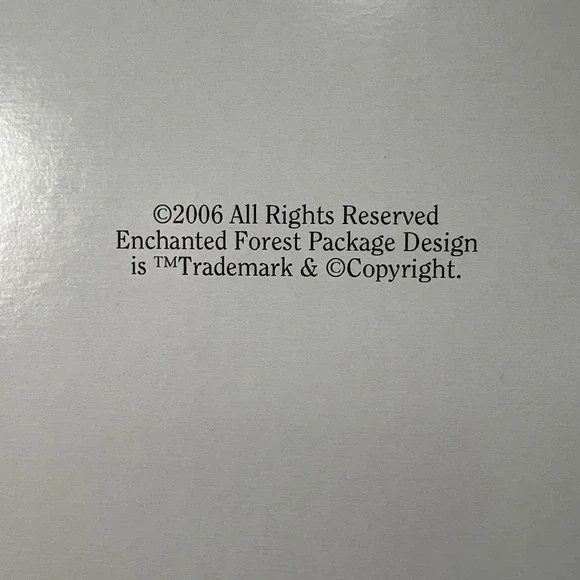 ©2006 All Rights Reserved
Enchanted Forest Package Design
is ™Trademark & ©Copyright.